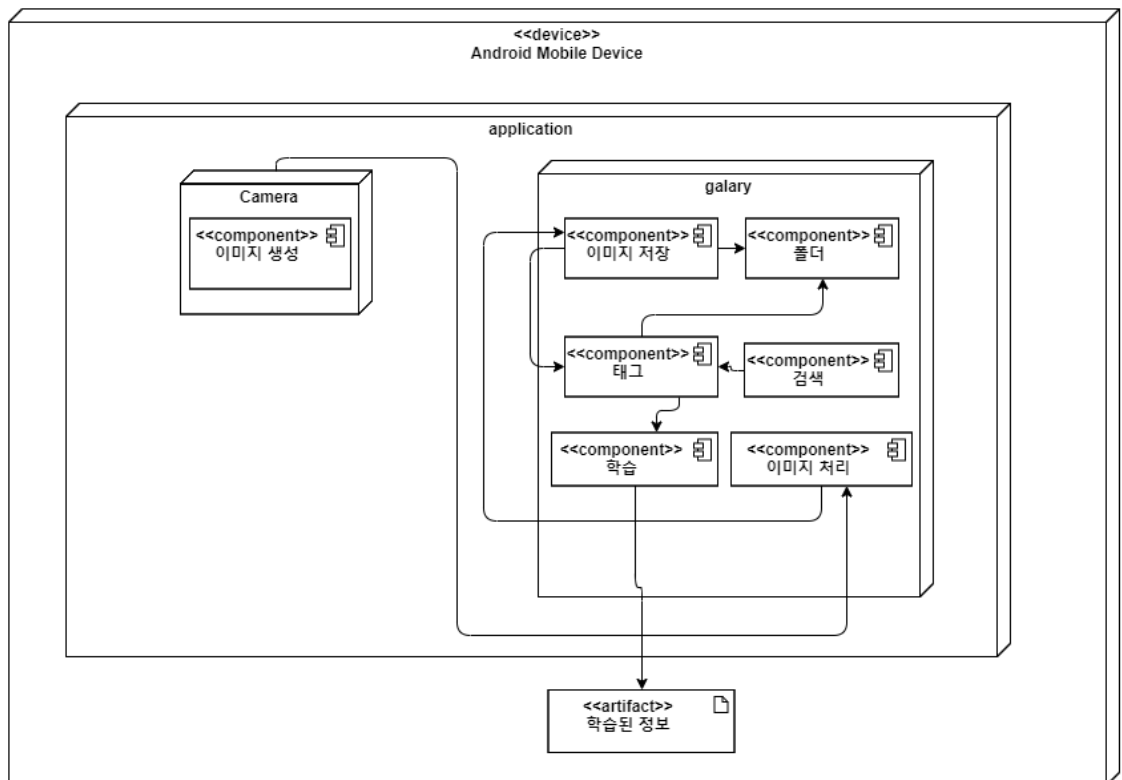 <<device>>
Android Mobile Device
application
Camera
<<component>>
이미지 생성
galary
<<component>>
이미지 저장
<<component>>
폴더
<<component>>
태그
<<component>>
검색
<<component>>
학습
<<component>>
이미지 처리
<<artifact>>
학습된 정보